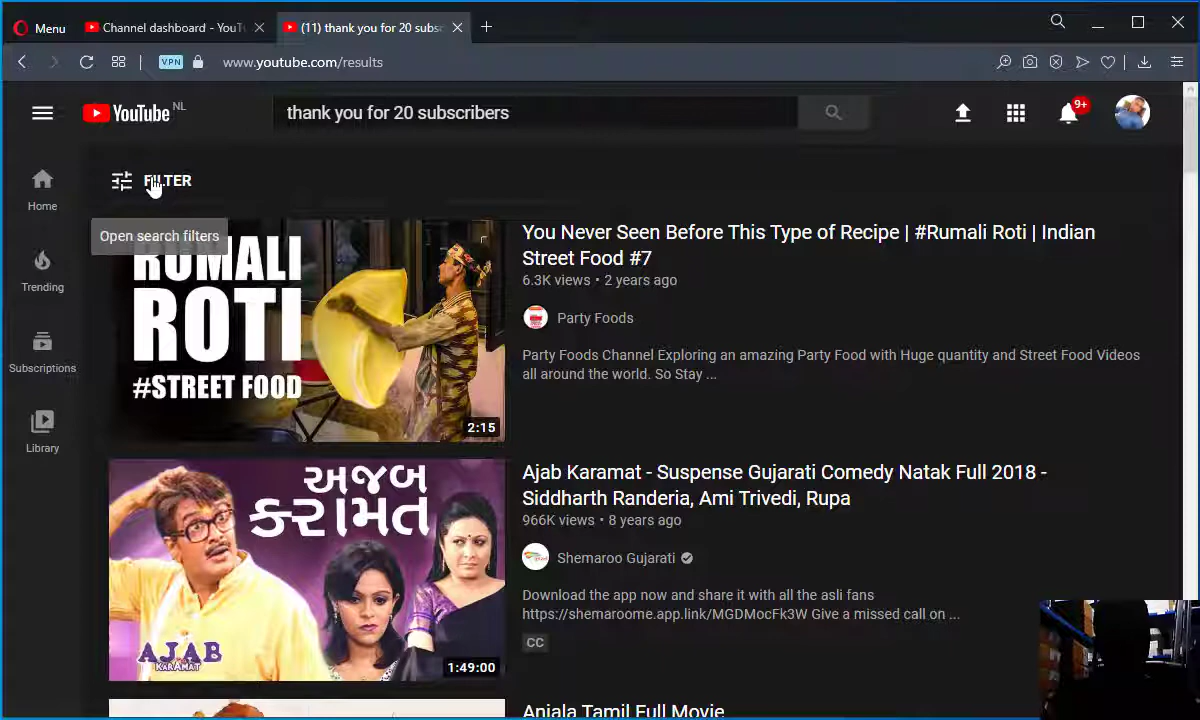 Menu
Channel dashboard - YouT
(11) thank you for 20 subsc
VPN
www.youtube.com/results
YouTube NL
thank you for 20 subscribers
9+
FILTER
Open search filters
Home
Trending
Subscriptions
Library
RUMALI
ROTI
#STREET FOOD
2:15
You Never Seen Before This Type of Recipe | #Rumali Roti | Indian
Street Food #7
6.3K views • 2 years ago
Party Foods
Party Foods Channel Exploring an amazing Party Food with Huge quantity and Street Food Videos
all around the world. So Stay ...
અજબ
કરામત
AJAB
KARAMAT
1:49:00
Ajab Karamat - Suspense Gujarati Comedy Natak Full 2018 -
Siddharth Randeria, Ami Trivedi, Rupa
966K views • 8 years ago
Shemaroo Gujarati
Download the app now and share it with all the asli fans
https://shemaroome.app.link/MGDMocFk3W Give a missed call on ...
CC
Anjala Tamil Full Movie